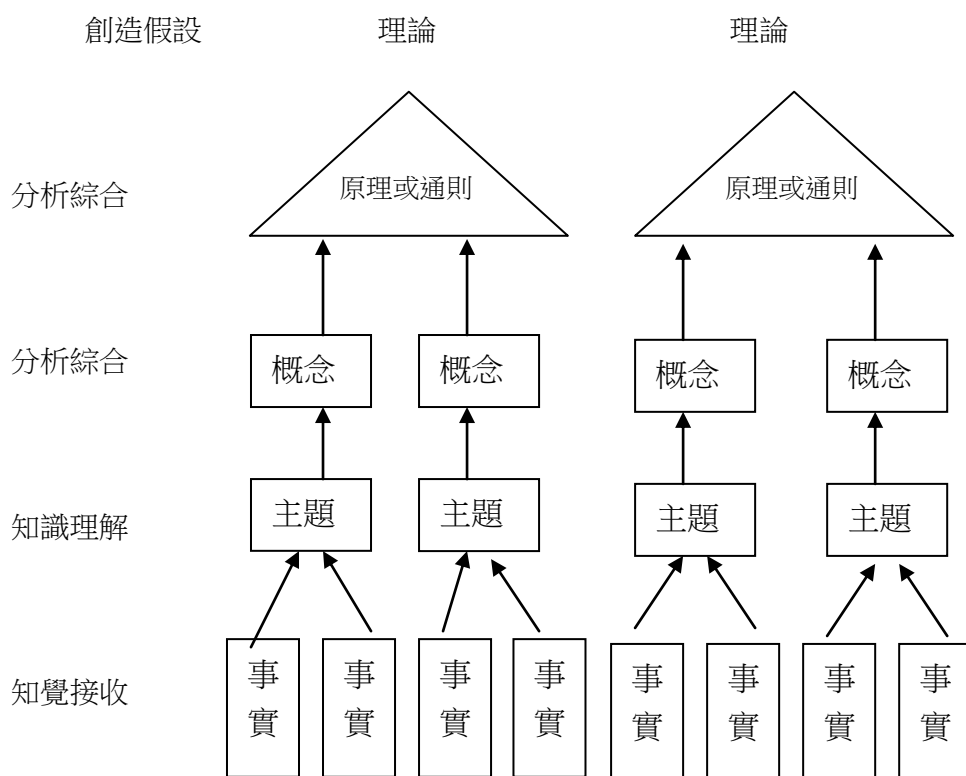 創造假設 理論 理論
分析綜合 原理或通則 原理或通則
分析綜合 概念 概念 概念 概念
知識理解 主題 主題 主題 主題
知覺接收 事實 事實 事實 事實 事實 事實 事實 事實